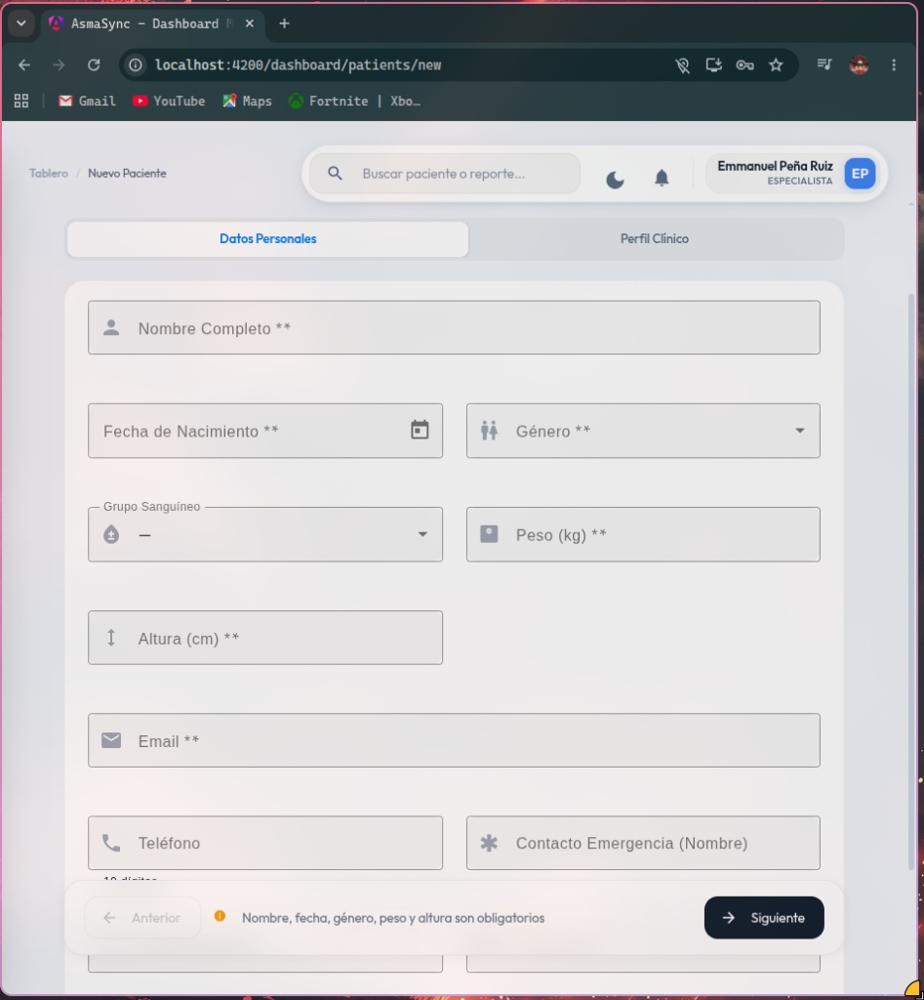 AsmaSync – Dashboard
localhost:4200/dashboard/patients/new
Gmail
YouTube
Maps
Fortnite | Xbo…
Tablero / Nuevo Paciente
Buscar paciente o reporte...
Emmanuel Peña Ruiz
ESPECIALISTA
EP
Datos Personales
Perfil Clínico
Nombre Completo **
Fecha de Nacimiento **
Género **
Grupo Sanguíneo
—
Peso (kg) **
Altura (cm) **
Email **
Teléfono
Contacto Emergencia (Nombre)
10 dígitos
Anterior
Nombre, fecha, género, peso y altura son obligatorios
Siguiente